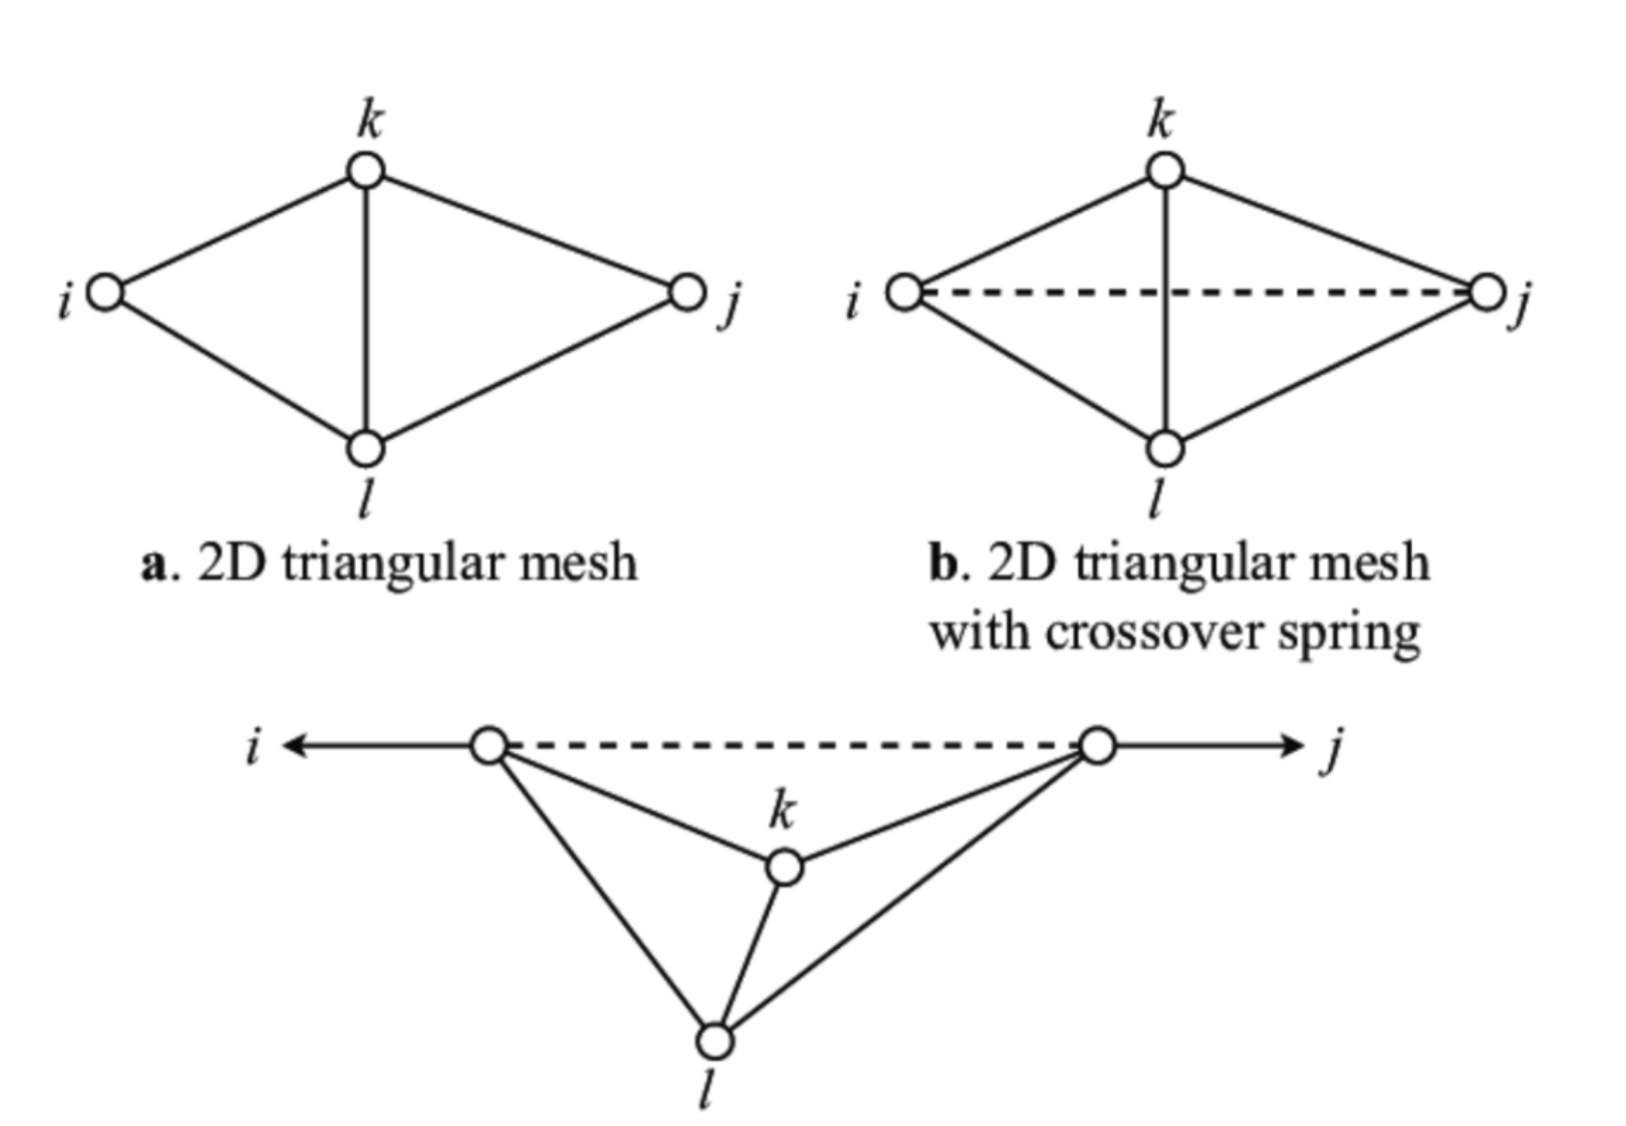 k k
i j i j
l l
a. 2D triangular mesh b. 2D triangular mesh
with crossover spring
i j
k
l